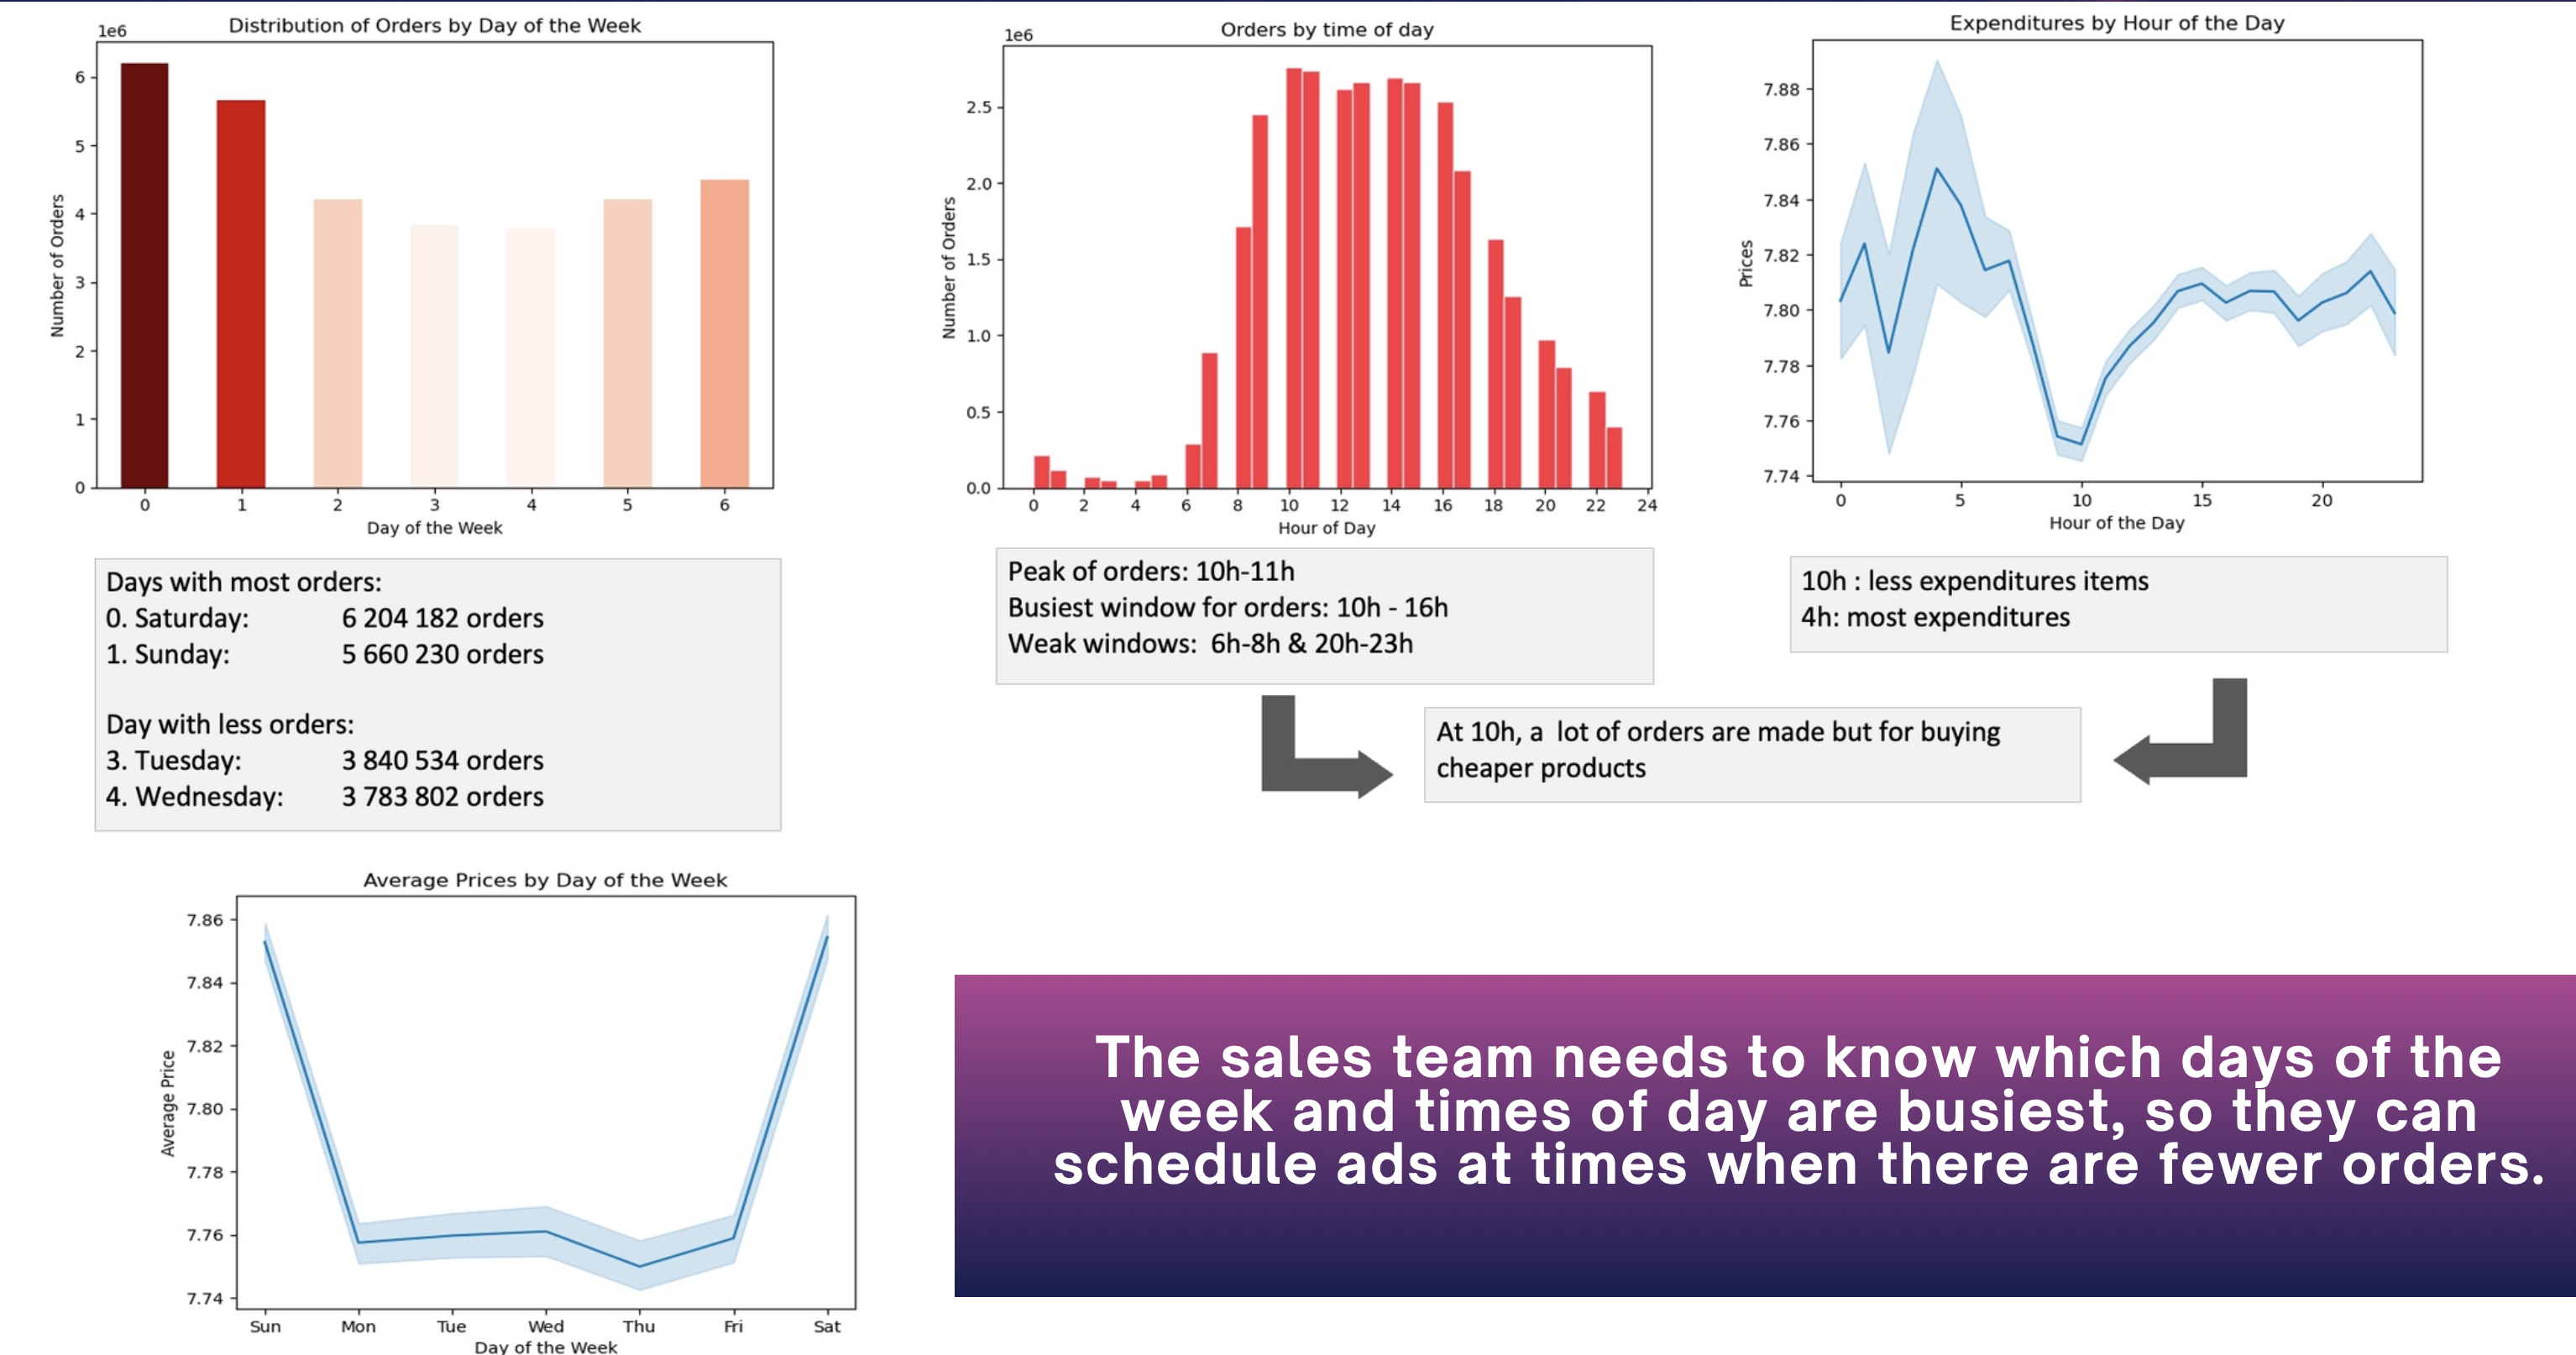 Distribution of Orders by Day of the Week
1e6
6
5
4
3
2
1
0
Number of Orders
0 1 2 3 4 5 6
Day of the Week
Days with most orders:
0. Saturday: 6 204 182 orders
1. Sunday: 5 660 230 orders
Day with less orders:
3. Tuesday: 3 840 534 orders
4. Wednesday: 3 783 802 orders
Orders by time of day
1e6
2.5
2.0
1.5
1.0
0.5
0.0
Number of Orders
0 2 4 6 8 10 12 14 16 18 20 22 24
Hour of Day
Peak of orders: 10h-11h
Busiest window for orders: 10h - 16h
Weak windows: 6h-8h & 20h-23h
Expenditures by Hour of the Day
7.88
7.86
7.84
7.82
7.80
7.78
7.76
7.74
Prices
0 5 10 15 20
Hour of the Day
10h : less expenditures items
4h: most expenditures
At 10h, a lot of orders are made but for buying
cheaper products
Average Prices by Day of the Week
7.86
7.84
7.82
7.80
7.78
7.76
7.74
Average Price
Sun Mon Tue Wed Thu Fri Sat
Day of the Week
The sales team needs to know which days of the
week and times of day are busiest, so they can
schedule ads at times when there are fewer orders.